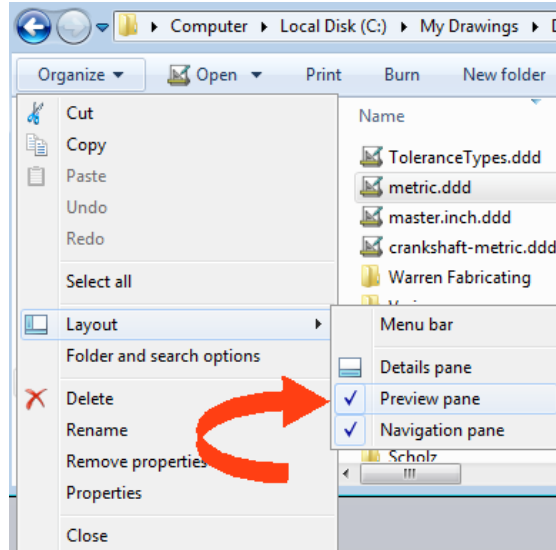 Computer ▸ Local Disk (C:) ▸ My Drawings ▸
Organize ▼ Open ▼ Print Burn New folder
Name
Cut
Copy
Paste
Undo
Redo
Select all
Layout
Folder and search options
Delete
Rename
Remove properties
Properties
Close
ToleranceTypes.ddd
metric.ddd
master.inch.ddd
crankshaft-metric.ddd
Warren Fabricating
Menu bar
Details pane
Preview pane
Navigation pane
Scholz